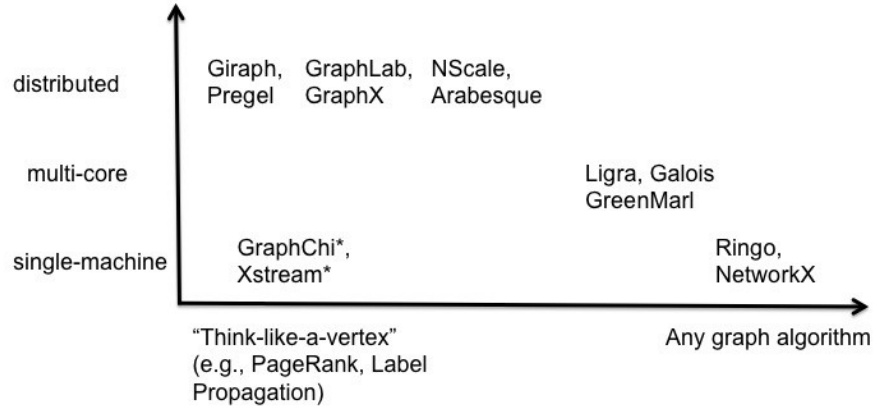 distributed
Giraph, GraphLab, NScale,
Pregel GraphX Arabesque
multi-core
Ligra, Galois
GreenMarl
single-machine
GraphChi*,
Xstream*
Ringo,
NetworkX
“Think-like-a-vertex”
(e.g., PageRank, Label
Propagation)
Any graph algorithm